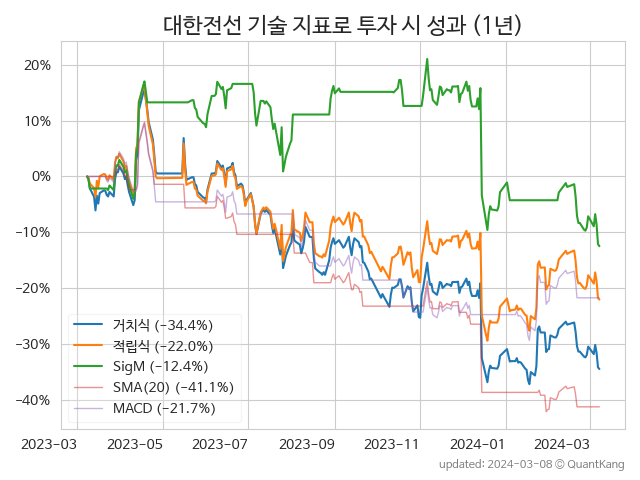 대한전선 기술 지표로 투자 시 성과 (1년)
20%
10%
0%
−10%
−20%
−30%
−40%
거치식 (−34.4%)
적립식 (−22.0%)
SigM (−12.4%)
SMA(20) (−41.1%)
MACD (−21.7%)
2023−03 2023−05 2023−07 2023−09 2023−11 2024−01 2024−03
updated: 2024−03−08 ⓒ QuantKang